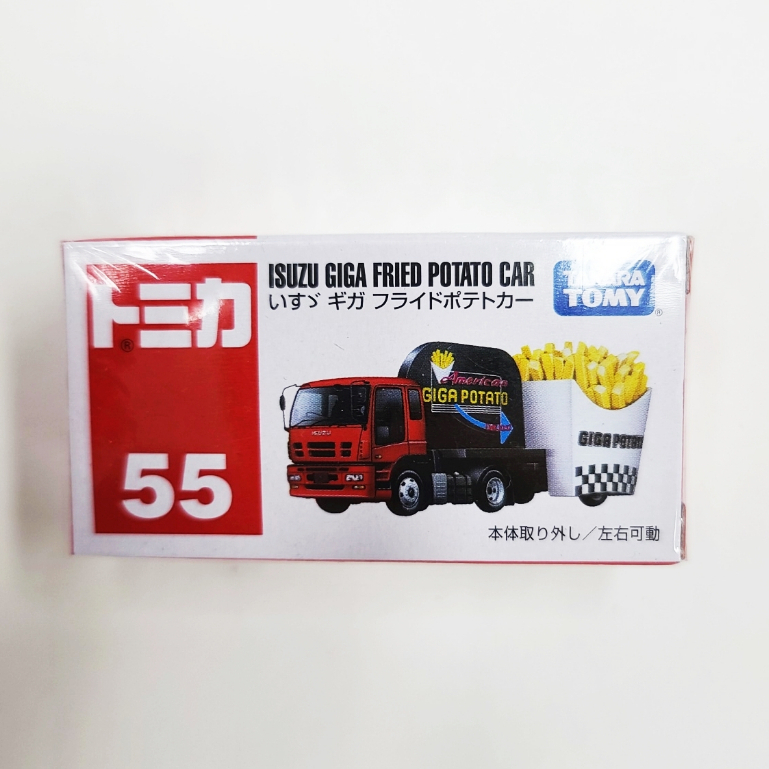 トミカ
®
55
ISUZU GIGA FRIED POTATO CAR
いすゞ ギガ フライドポテトカー
TAKARA
TOMY
®
ISUZU
American
GIGA POTATO
GIGA POTATO
本体取り外し／左右可動